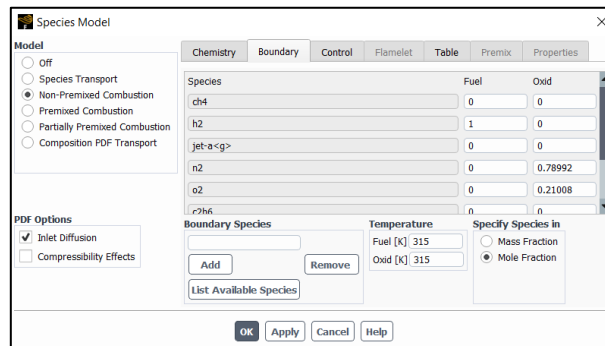 Species Model
Model
Off
Species Transport
Non-Premixed Combustion
Premixed Combustion
Partially Premixed Combustion
Composition PDF Transport
PDF Options
Inlet Diffusion
Compressibility Effects
Chemistry Boundary Control Flamelet Table Premix Properties
Species Fuel Oxid
ch4 0 0
h2 1 0
jet-a<g> 0 0
n2 0 0.78992
o2 0 0.21008
c2h6 0 0
Boundary Species
Add Remove
List Available Species
Temperature
Fuel [K] 315
Oxid [K] 315
Specify Species in
Mass Fraction
Mole Fraction
OK Apply Cancel Help